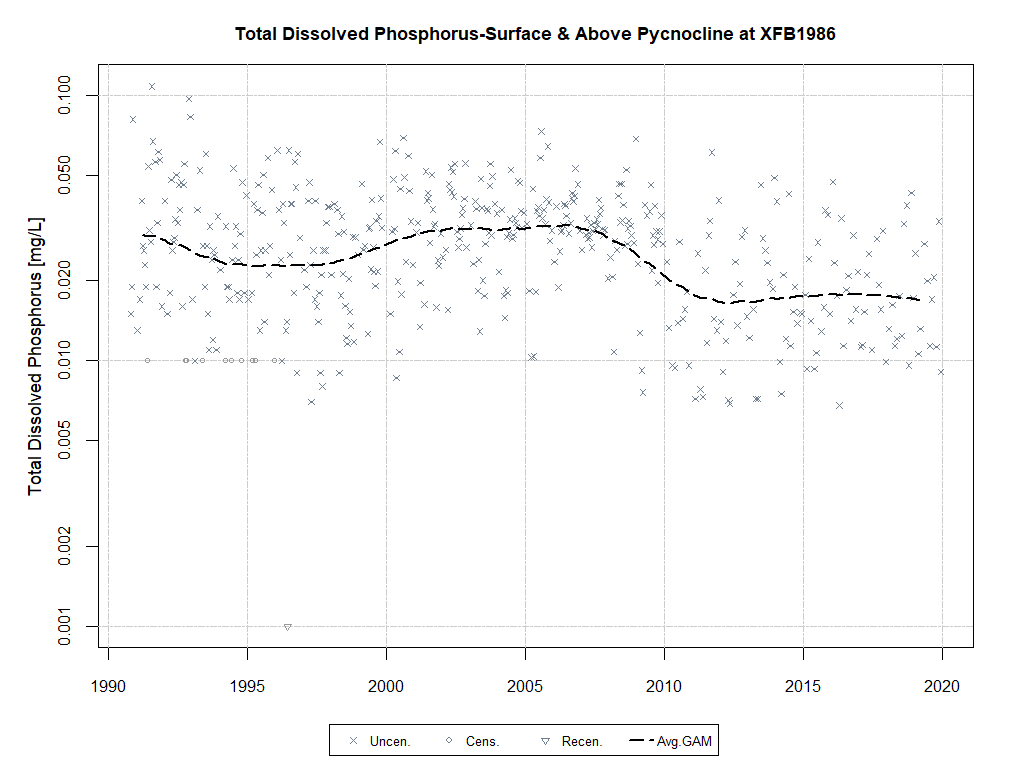 Total Dissolved Phosphorus-Surface & Above Pycnocline at XFB1986
Total Dissolved Phosphorus [mg/L]
0.100
0.050
0.020
0.010
0.005
0.002
0.001
1990 1995 2000 2005 2010 2015 2020
Uncen. Cens. Recen. Avg.GAM